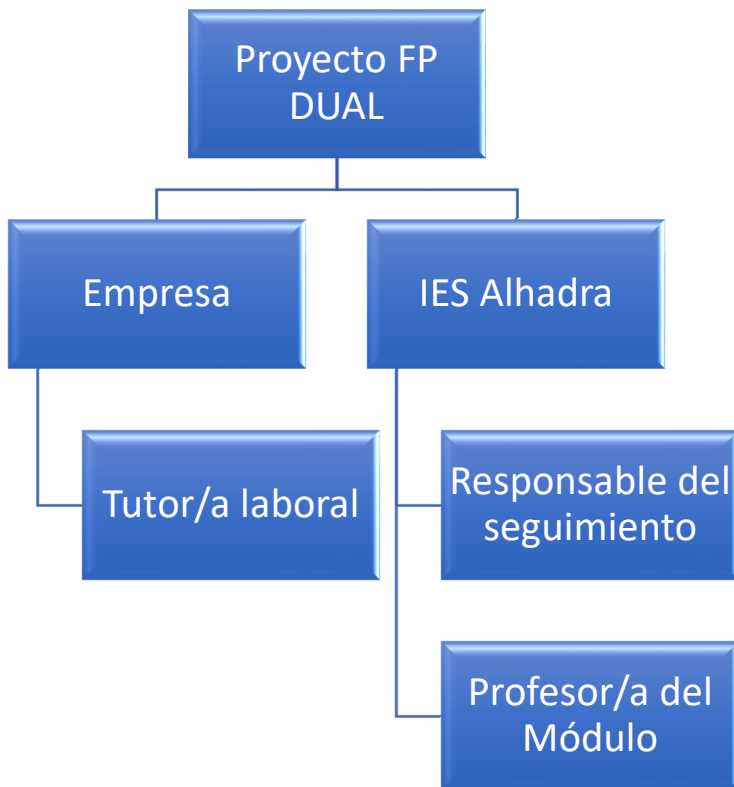 Proyecto FP
DUAL
Empresa
IES Alhadra
Tutor/a laboral
Responsable del
seguimiento
Profesor/a del
Módulo